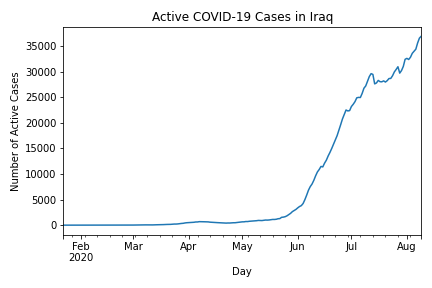 Active COVID-19 Cases in Iraq
Number of Active Cases
35000
30000
25000
20000
15000
10000
5000
0
Feb Mar Apr May Jun Jul Aug
2020
Day